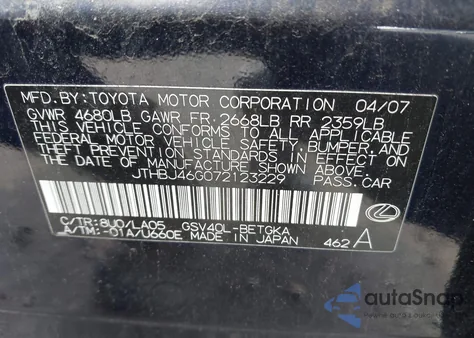 MFD. BY: TOYOTA MOTOR CORPORATION 04/07
GVWR 4680LB GAWR FR. 2668LB RR 2359LB
THIS VEHICLE CONFORMS TO ALL APPLICABLE
FEDERAL MOTOR VEHICLE SAFETY, BUMPER, AND
THEFT PREVENTION STANDARDS IN EFFECT ON
THE DATE OF MANUFACTURE SHOWN ABOVE.
JTHBJ46G072123229 PASS. CAR
C/TR: 8U0/LA05 GSV40L-BETGKA
A/TM: -01A/U660E MADE IN JAPAN 462 A
autoSnap